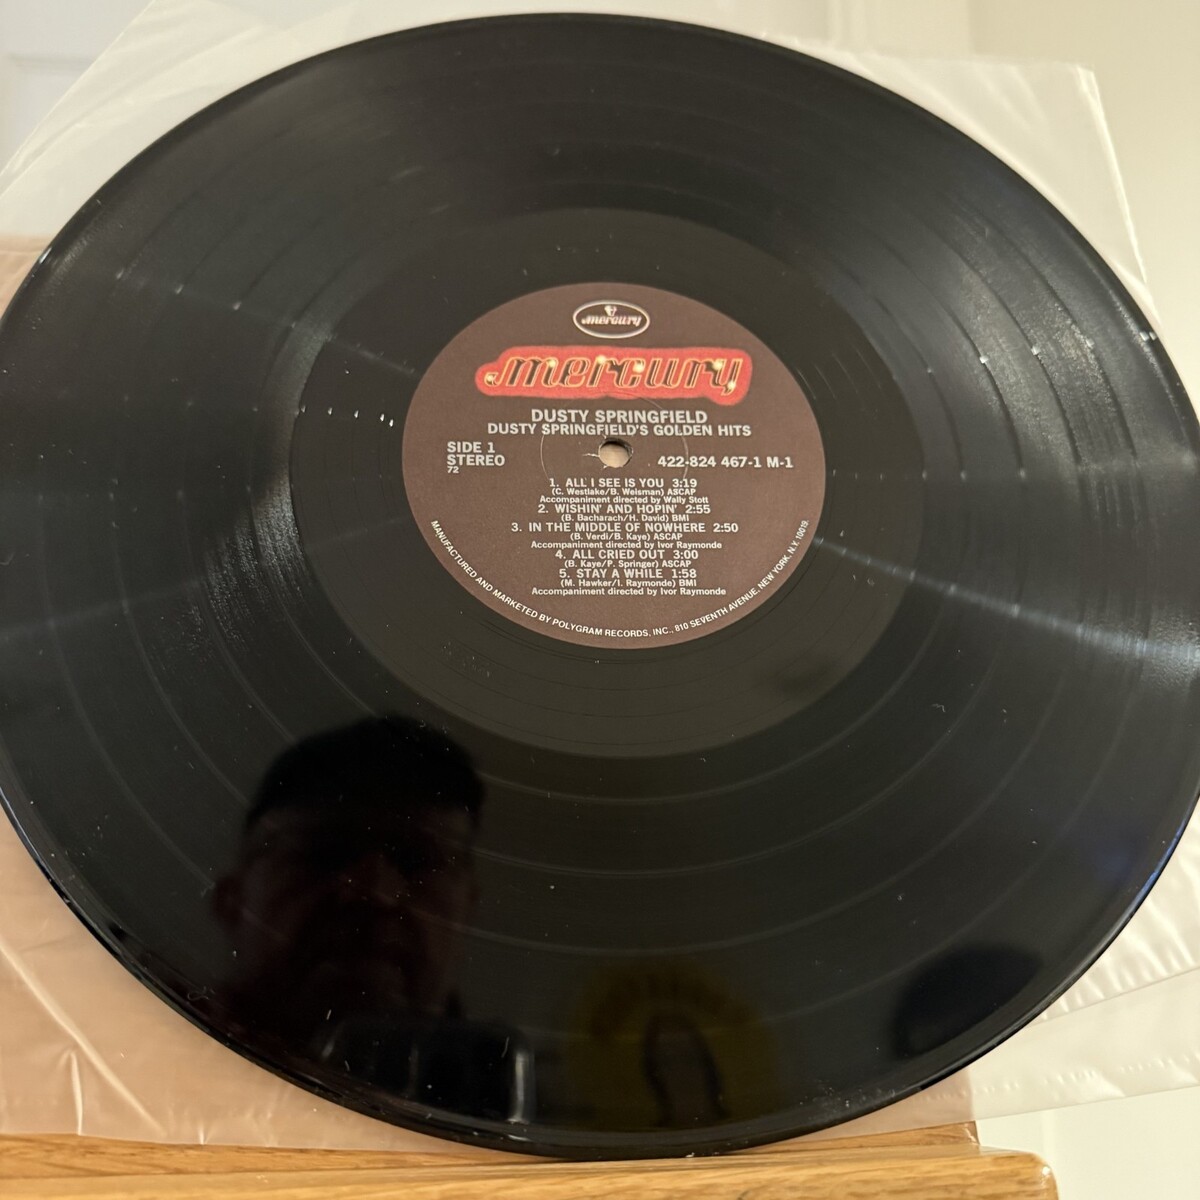 mercury
mercury
DUSTY SPRINGFIELD
DUSTY SPRINGFIELD'S GOLDEN HITS
SIDE 1
STEREO
72
422-824 467-1 M-1
1. ALL I SEE IS YOU 3:19
(C. Westlake/B. Weisman) ASCAP
Accompaniment directed by Wally Stott
2. WISHIN' AND HOPIN' 2:55
(B. Bacharach/H. David) BMI
3. IN THE MIDDLE OF NOWHERE 2:50
(B. Verdi/B. Kaye) ASCAP
Accompaniment directed by Ivor Raymonde
4. ALL CRIED OUT 3:00
(B. Kaye/P. Springer) ASCAP
5. STAY A WHILE 1:58
(M. Hawker/I. Raymonde) BMI
Accompaniment directed by Ivor Raymonde
MANUFACTURED AND MARKETED BY POLYGRAM RECORDS, INC., 810 SEVENTH AVENUE, NEW YORK, N.Y. 10019.